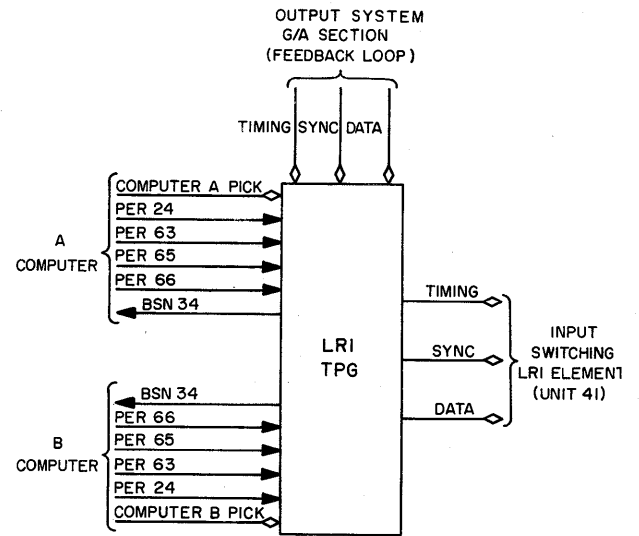 OUTPUT SYSTEM
G/A SECTION
(FEEDBACK LOOP)
TIMING SYNC DATA
COMPUTER A PICK
PER 24
PER 63
PER 65
PER 66
BSN 34
A
COMPUTER
LRI
TPG
TIMING
SYNC
DATA
INPUT
SWITCHING
LRI ELEMENT
(UNIT 41)
BSN 34
PER 66
PER 65
PER 63
PER 24
COMPUTER B PICK
B
COMPUTER